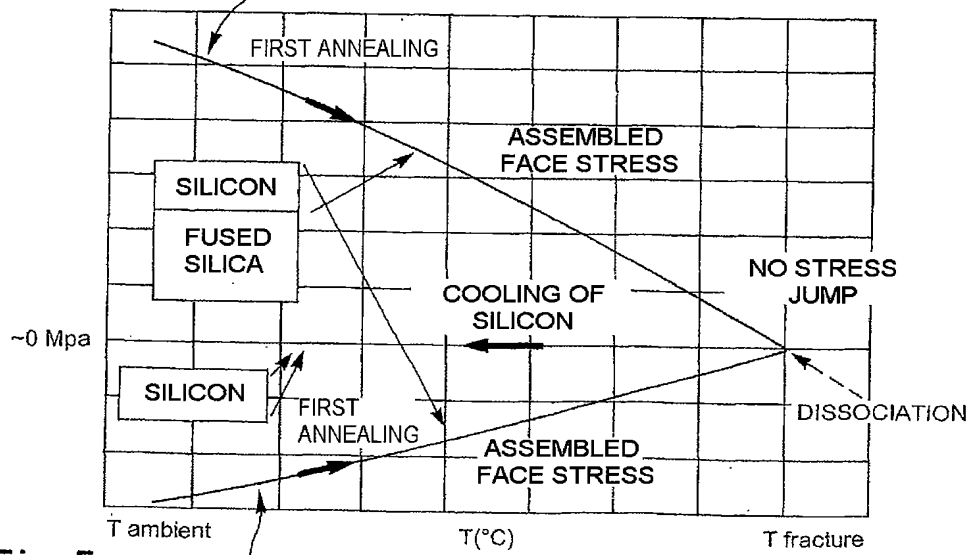 FIRST ANNEALING
ASSEMBLED
FACE STRESS
SILICON
FUSED
SILICA
NO STRESS
JUMP
COOLING OF
SILICON
~0 Mpa
SILICON
FIRST
ANNEALING
DISSOCIATION
ASSEMBLED
FACE STRESS
T ambient
T(°C)
T fracture